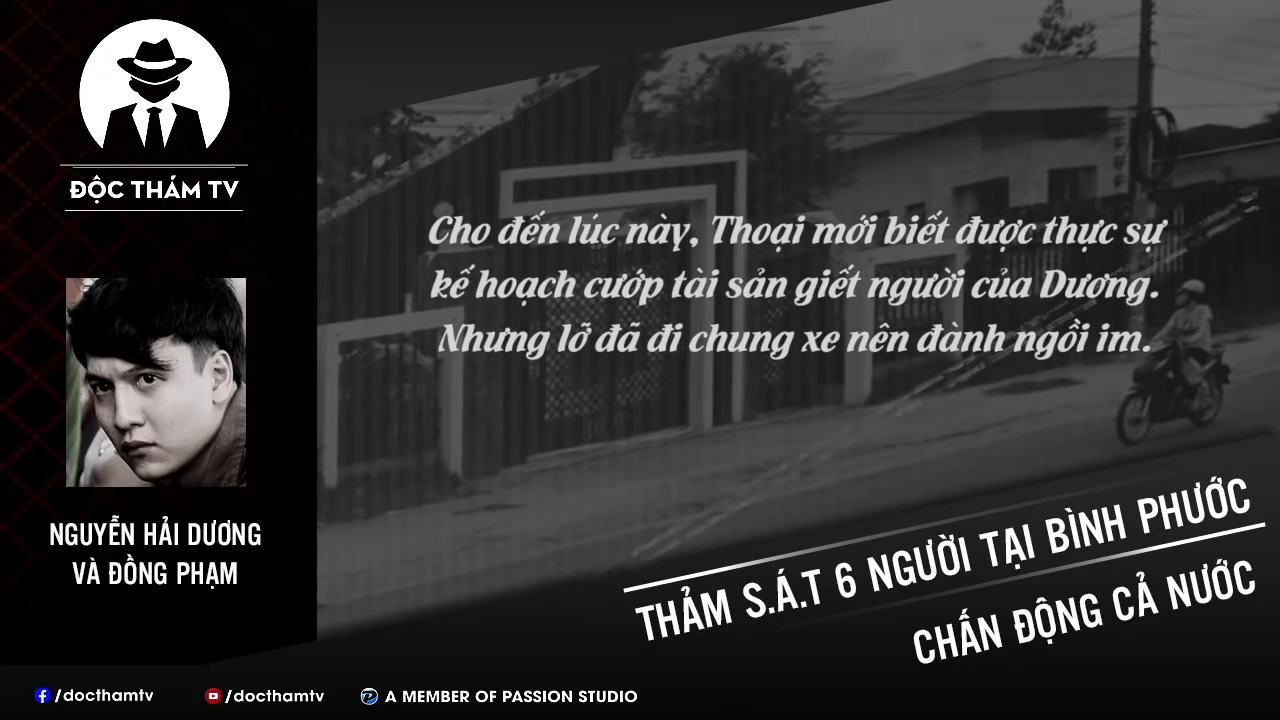 ĐỘC THÁM TV
NGUYỄN HẢI DƯƠNG
VÀ ĐỒNG PHẠM
Cho đến lúc này, Thoại mới biết được thực sự
kế hoạch cướp tài sản giết người của Dương.
Nhưng lỡ đã đi chung xe nên đành ngồi im.
THẢM S.Á.T 6 NGƯỜI TẠI BÌNH PHƯỚC
CHẤN ĐỘNG CẢ NƯỚC
/docthamtv
/docthamtv
A MEMBER OF PASSION STUDIO